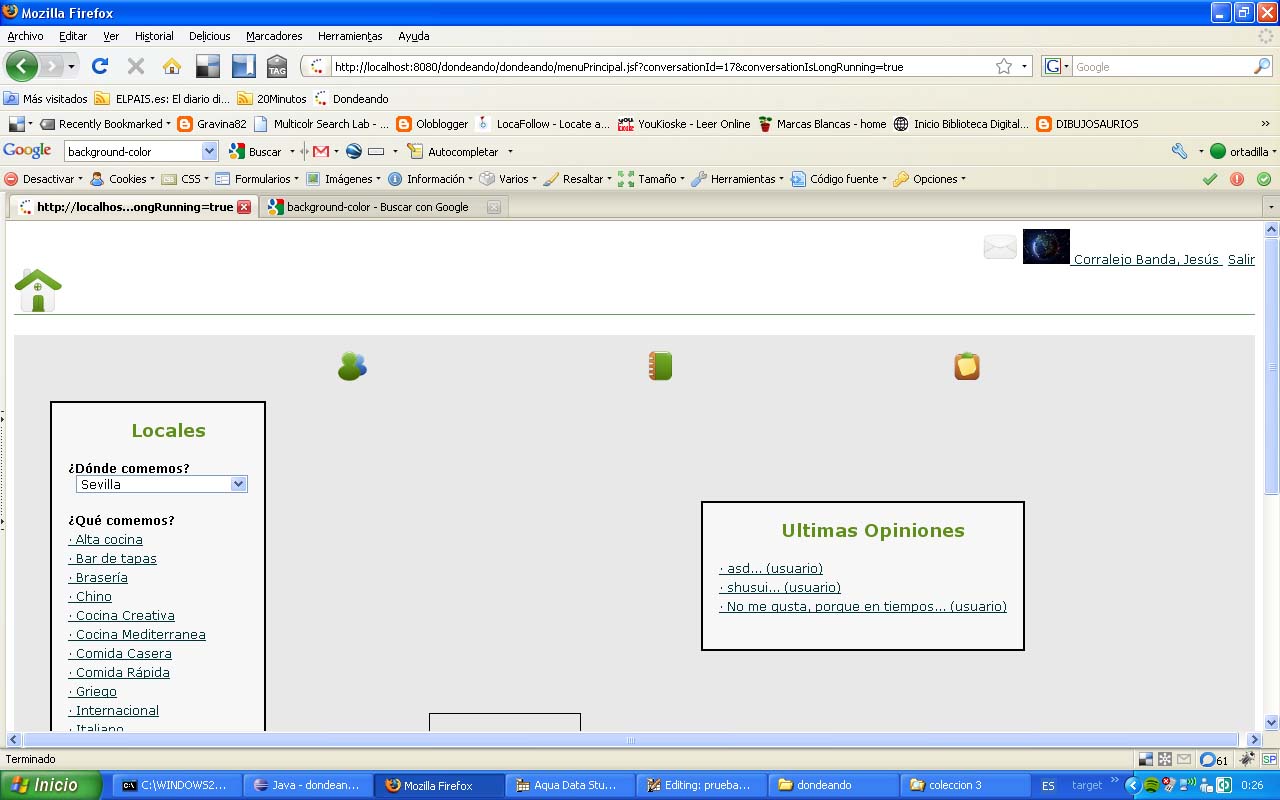 Mozilla Firefox
Archivo Editar Ver Historial Delicious Marcadores Herramientas Ayuda
TAG http://localhost:8080/dondeando/dondeando/menuPrincipal.jsf?conversationId=17&conversationIsLongRunning=true G Google
Más visitados ELPAIS.es: El diario di... 20Minutos Dondeando
Recently Bookmarked Gravina82 Multicolr Search Lab - ... Oloblogger LocaFollow - Locate a... YouKioske - Leer Online Marcas Blancas - home Inicio Biblioteca Digital... DIBUJOSAURIOS »
Google background-color Buscar Autocompletar ortadilla
Desactivar Cookies CSS Formularios Imágenes Información Varios Resaltar Tamaño Herramientas Código fuente Opciones
http://localhos...ongRunning=true background-color - Buscar con Google
Corralejo Banda, Jesús Salir
Locales
¿Dónde comemos?
Sevilla
¿Qué comemos?
· Alta cocina
· Bar de tapas
· Brasería
· Chino
· Cocina Creativa
· Cocina Mediterranea
· Comida Casera
· Comida Rápida
· Griego
· Internacional
· Italiano
Ultimas Opiniones
· asd... (usuario)
· shusui... (usuario)
· No me gusta, porque en tiempos... (usuario)
Terminado 61 SP
Inicio C:\WINDOWS2... Java - dondean... Mozilla Firefox Aqua Data Stu... Editing: prueba... dondeando coleccion 3 ES target » 0:26